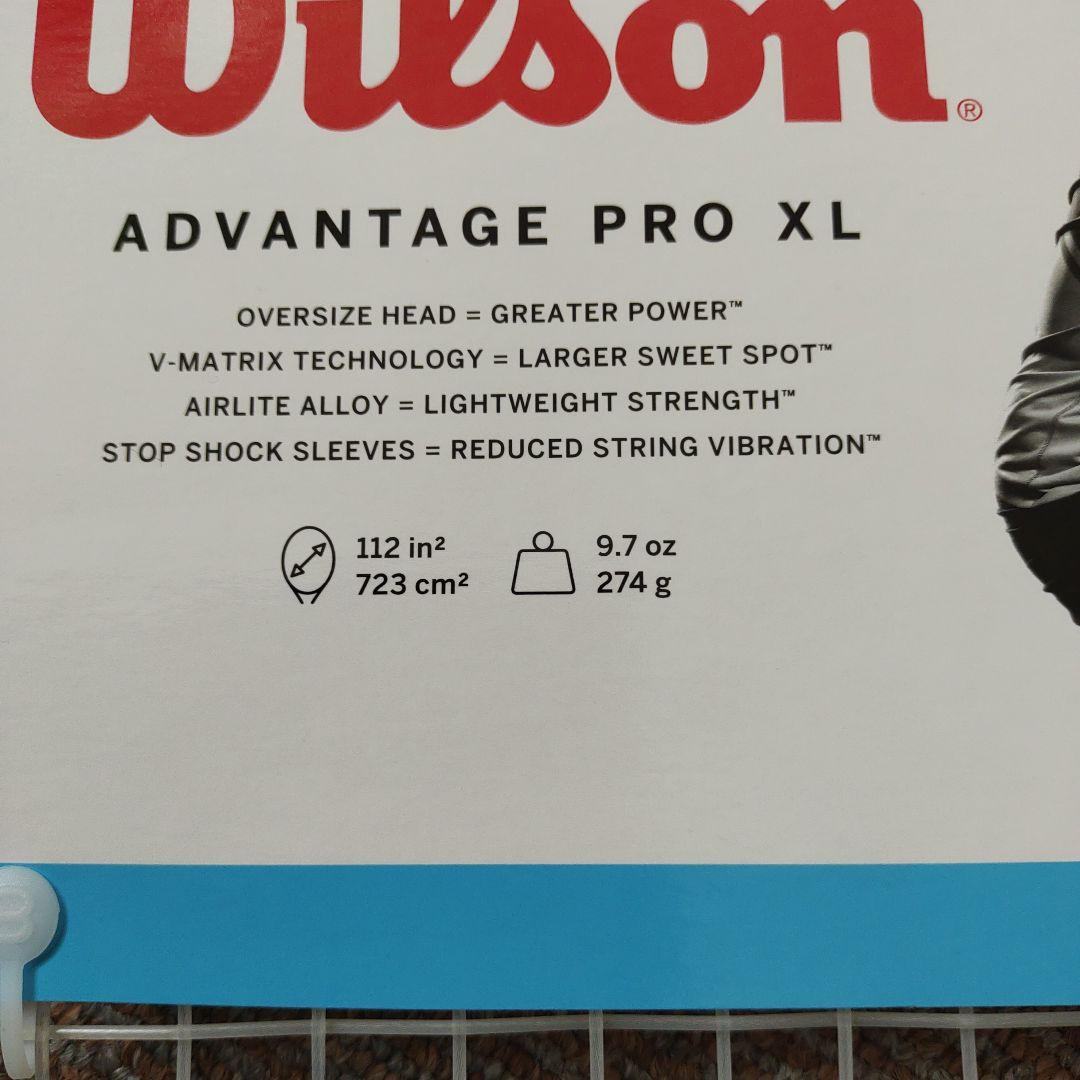 Wilson®
ADVANTAGE PRO XL
OVERSIZE HEAD = GREATER POWER™
V-MATRIX TECHNOLOGY = LARGER SWEET SPOT™
AIRLITE ALLOY = LIGHTWEIGHT STRENGTH™
STOP SHOCK SLEEVES = REDUCED STRING VIBRATION™
112 in² 9.7 oz
723 cm² 274 g